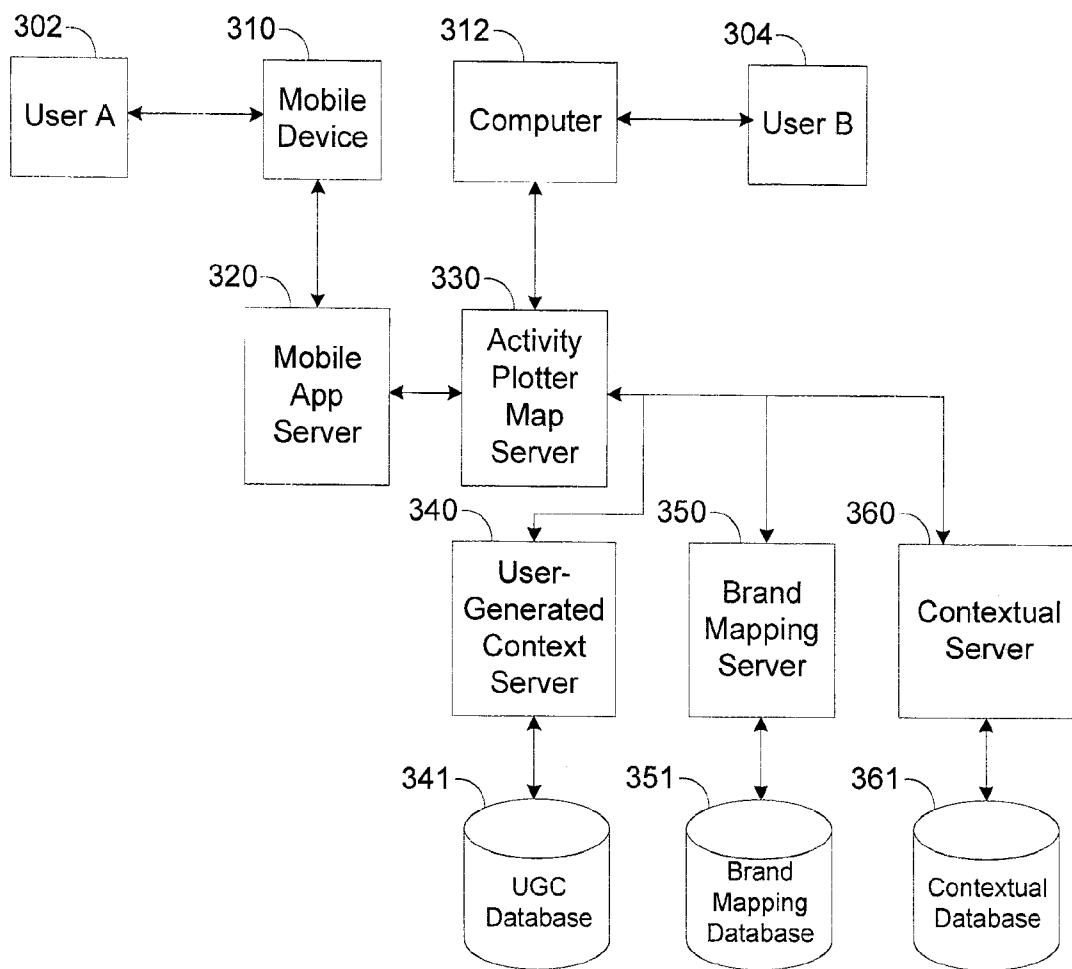 302
310
312
304
User A
Mobile
Device
Computer
User B
320
330
Mobile
App
Server
Activity
Plotter
Map
Server
340
350
360
User-
Generated
Context
Server
Brand
Mapping
Server
Contextual
Server
341
351
361
UGC
Database
Brand
Mapping
Database
Contextual
Database